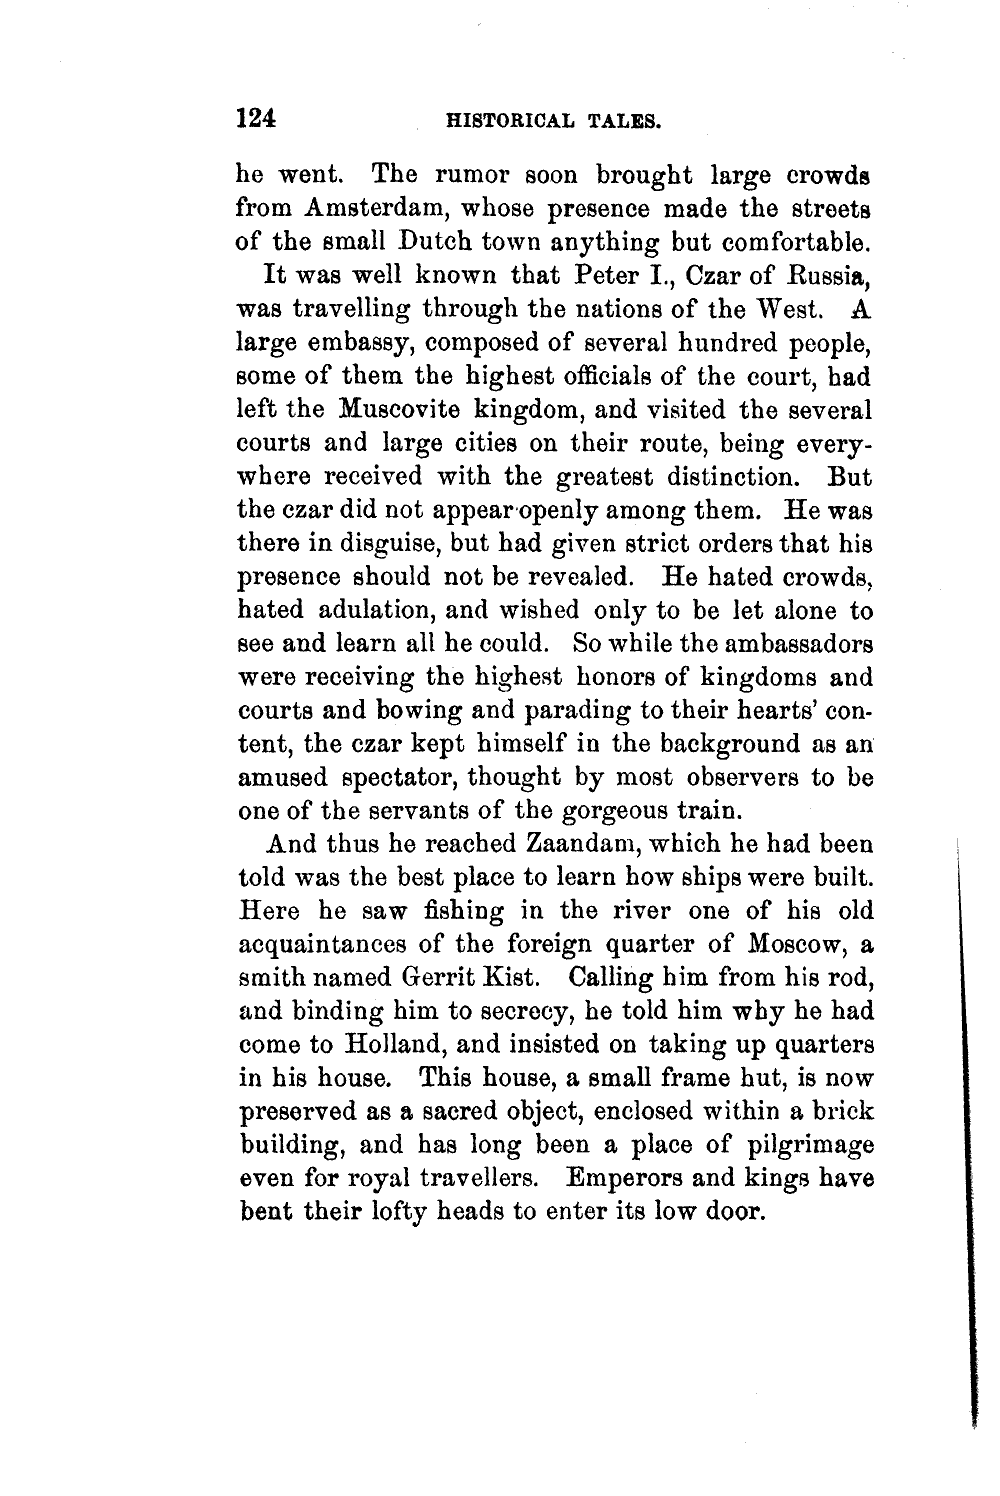 124 HISTORICAL TALES.
he went. The rumor soon brought large crowds
from Amsterdam, whose presence made the streets
of the small Dutch town anything but comfortable.
It was well known that Peter I., Czar of Russia,
was travelling through the nations of the West. A
large embassy, composed of several hundred people,
some of them the highest officials of the court, had
left the Muscovite kingdom, and visited the several
courts and large cities on their route, being every-
where received with the greatest distinction. But
the czar did not appear openly among them. He was
there in disguise, but had given strict orders that his
presence should not be revealed. He hated crowds,
hated adulation, and wished only to be let alone to
see and learn all he could. So while the ambassadors
were receiving the highest honors of kingdoms and
courts and bowing and parading to their hearts' con-
tent, the czar kept himself in the background as an
amused spectator, thought by most observers to be
one of the servants of the gorgeous train.
And thus he reached Zaandam, which he had been
told was the best place to learn how ships were built.
Here he saw fishing in the river one of his old
acquaintances of the foreign quarter of Moscow, a
smith named Gerrit Kist. Calling him from his rod,
and binding him to secrecy, he told him why he had
come to Holland, and insisted on taking up quarters
in his house. This house, a small frame hut, is now
preserved as a sacred object, enclosed within a brick
building, and has long been a place of pilgrimage
even for royal travellers. Emperors and kings have
bent their lofty heads to enter its low door.